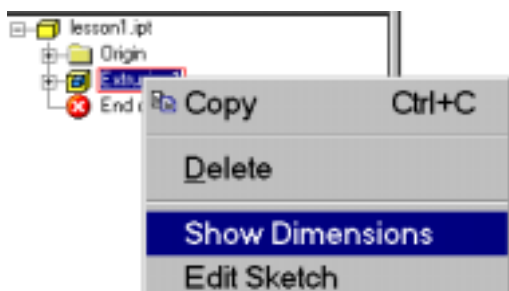 lesson1.ipt
Origin
End
Copy Ctrl+C
Delete
Show Dimensions
Edit Sketch